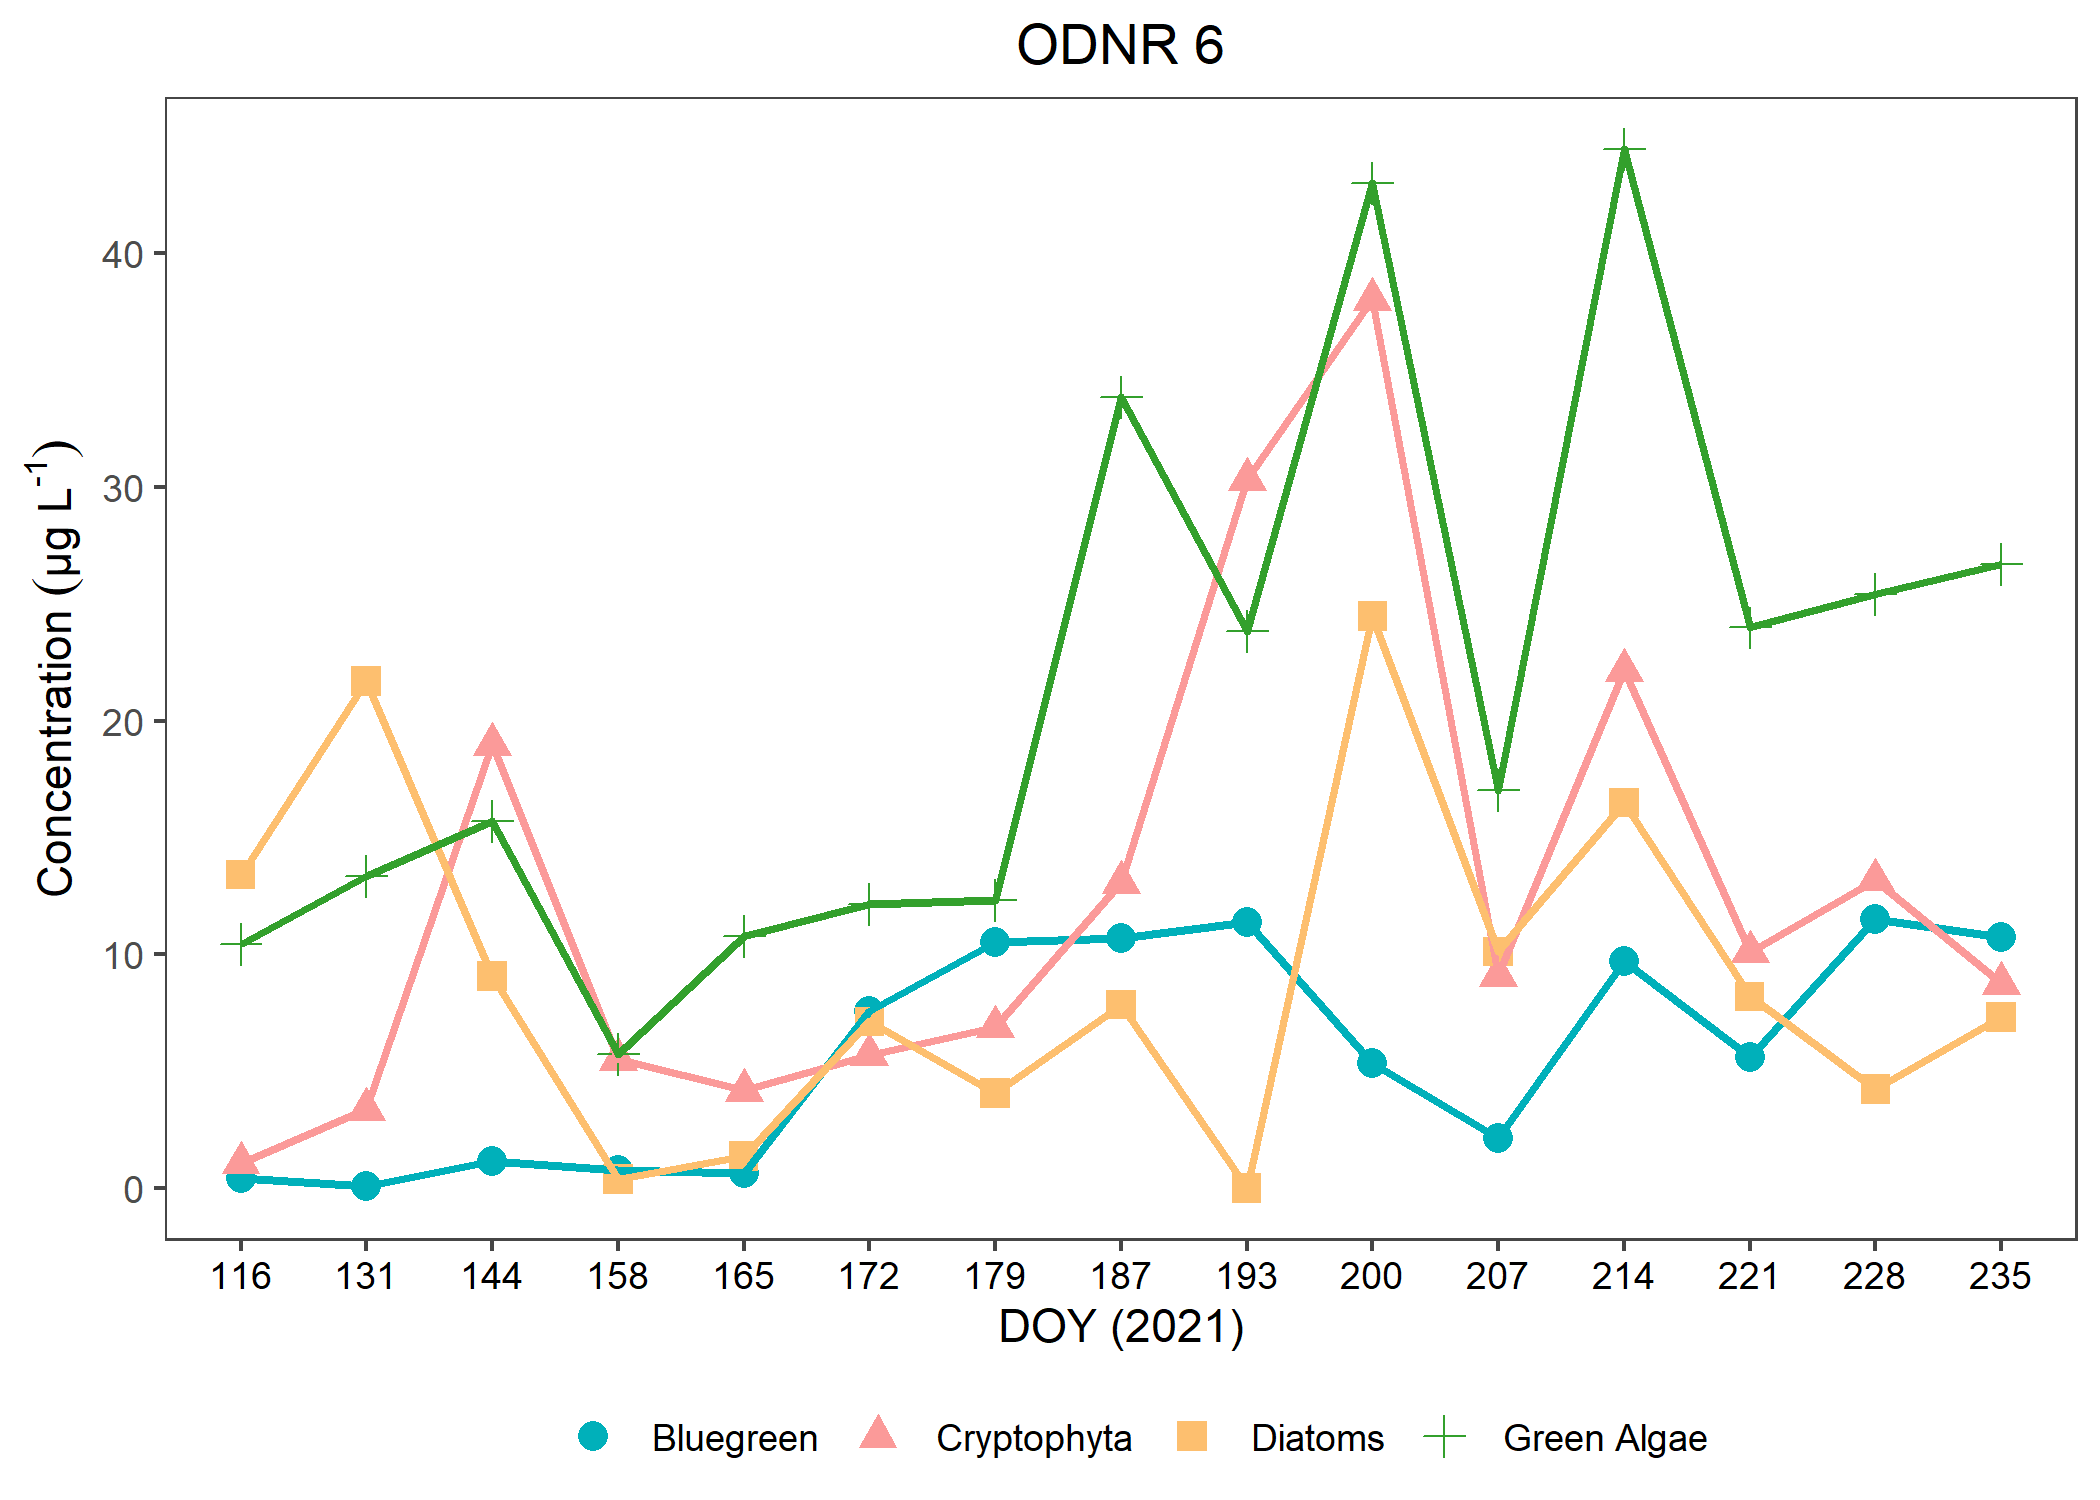 ODNR 6
Concentration (µg L⁻¹)
40
30
20
10
0
116 131 144 158 165 172 179 187 193 200 207 214 221 228 235
DOY (2021)
Bluegreen Cryptophyta Diatoms Green Algae